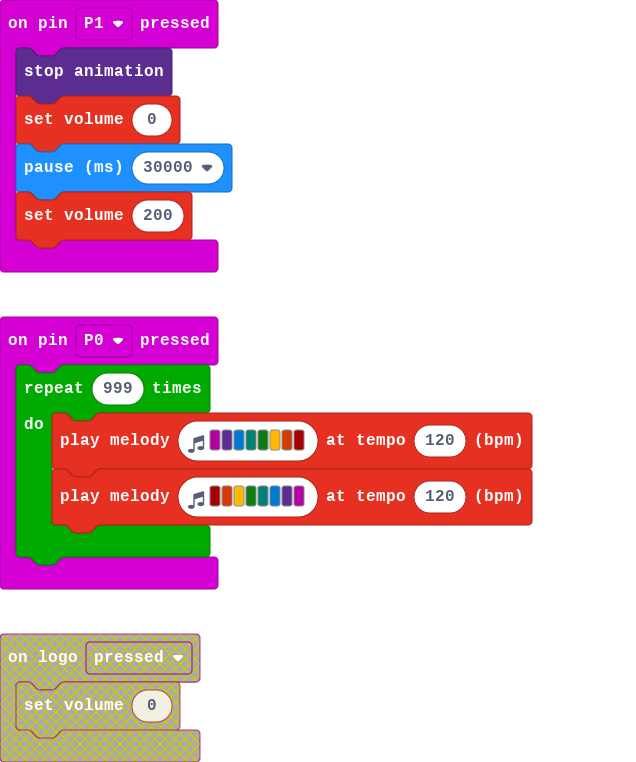 on pin P1 pressed
stop animation
set volume 0
pause (ms) 30000
set volume 200
on pin P0 pressed
repeat 999 times
do
play melody at tempo 120 (bpm)
play melody at tempo 120 (bpm)
on logo pressed
set volume 0